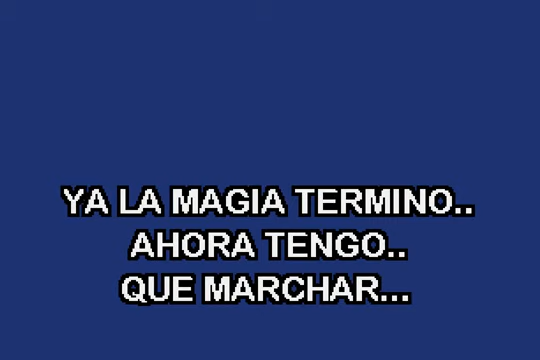 YA LA MAGIA TERMINO..
AHORA TENGO..
QUE MARCHAR...